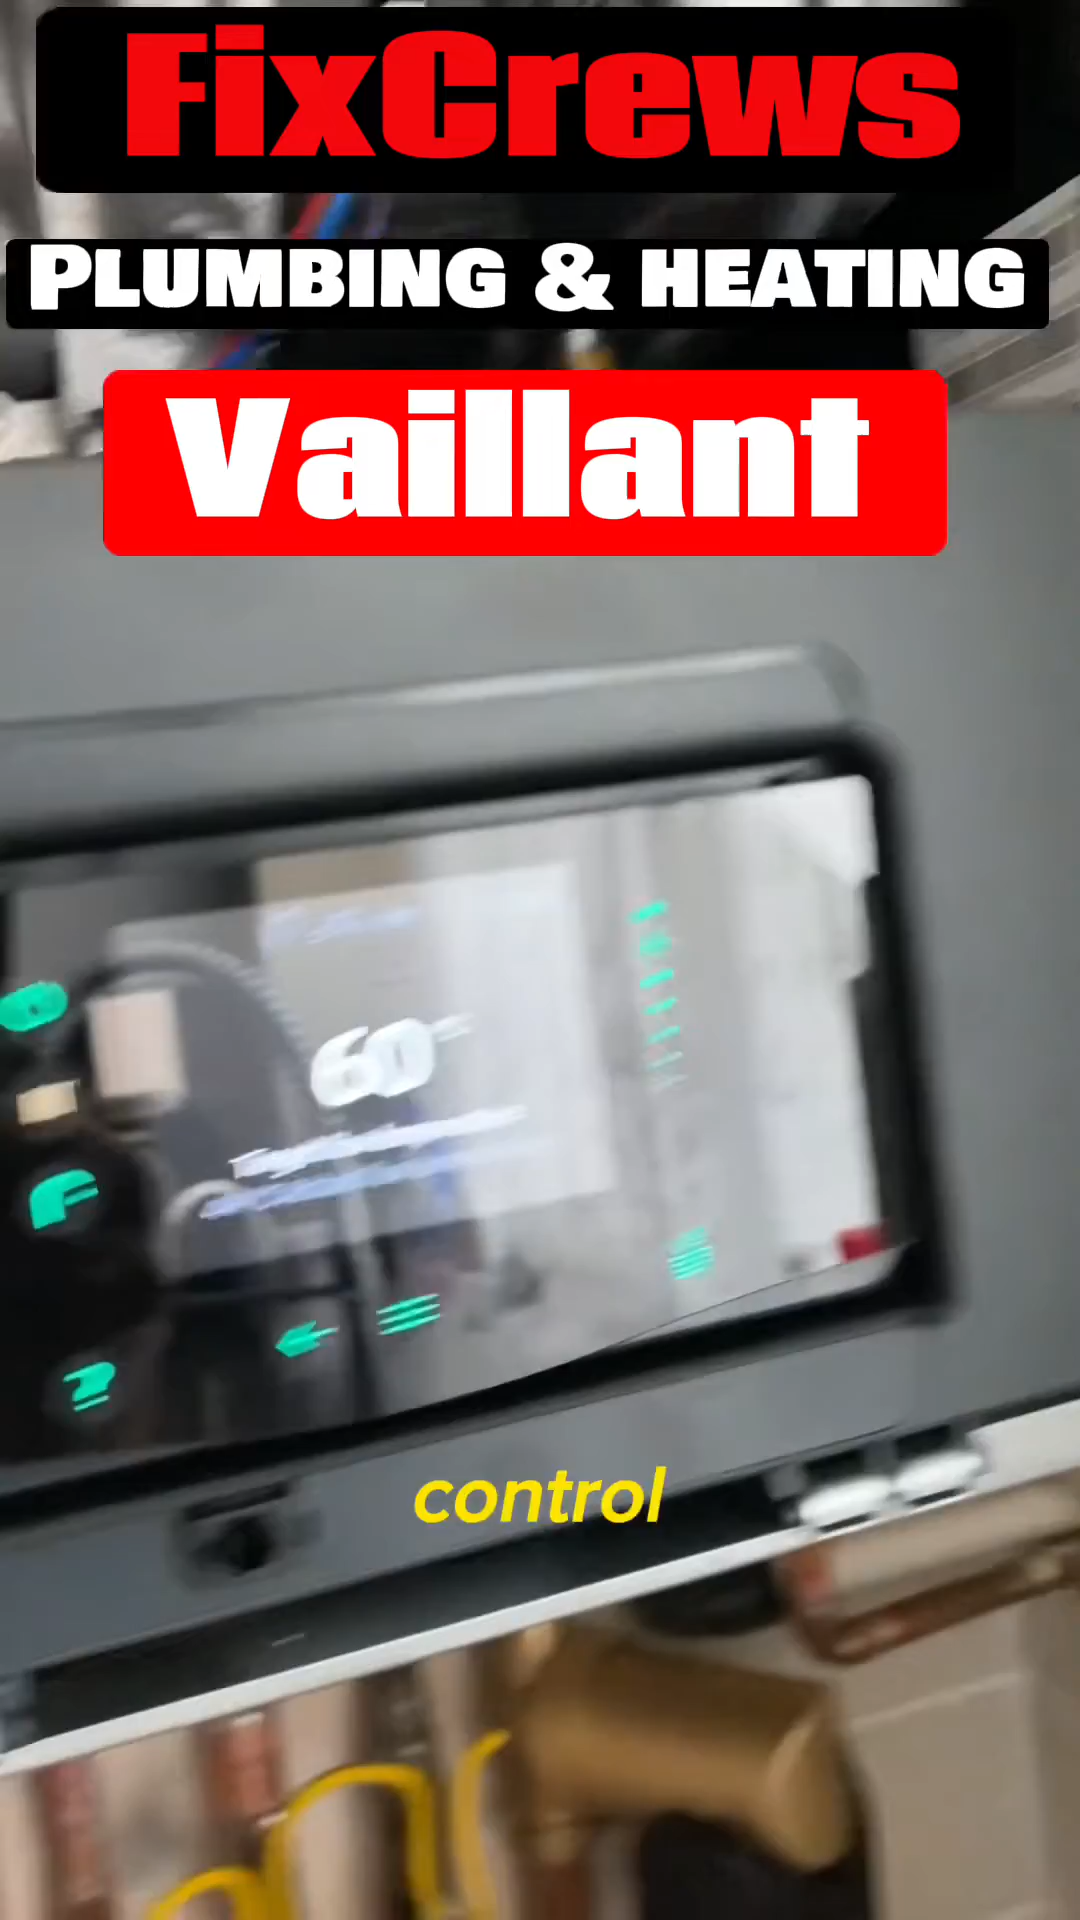 FixCrews
PLUMBING & HEATING
Vaillant
60
?
control